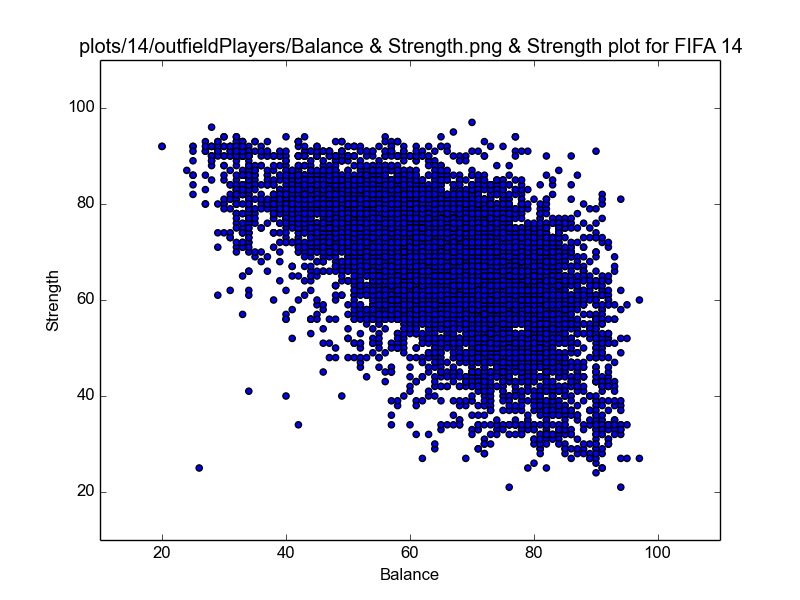 plots/14/outfieldPlayers/Balance & Strength.png & Strength plot for FIFA 14
100
80
60
40
20
Strength
20 40 60 80 100
Balance